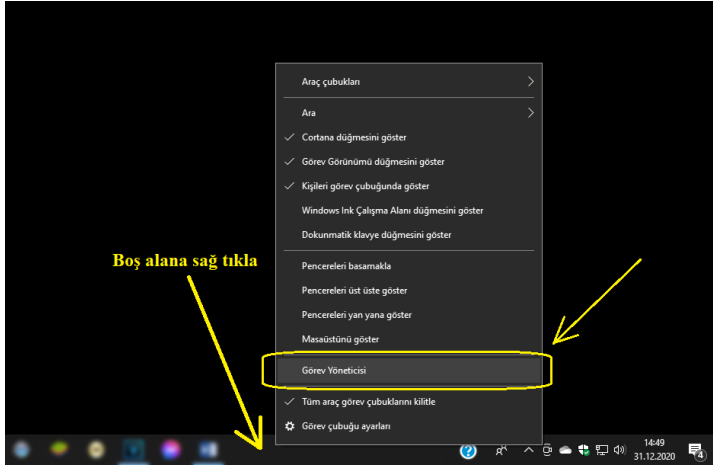 Araç çubukları
Ara
Cortana düğmesini göster
Görev Görünümü düğmesini göster
Kişileri görev çubuğunda göster
Windows Ink Çalışma Alanı düğmesini göster
Dokunmatik klavye düğmesini göster
Boş alana sağ tıkla
Pencereleri basamakla
Pencereleri üst üste göster
Pencereleri yan yana göster
Masaüstünü göster
Görev Yöneticisi
Tüm araç görev çubuklarını kilitle
Görev çubuğu ayarları
14:49
31.12.2020
4